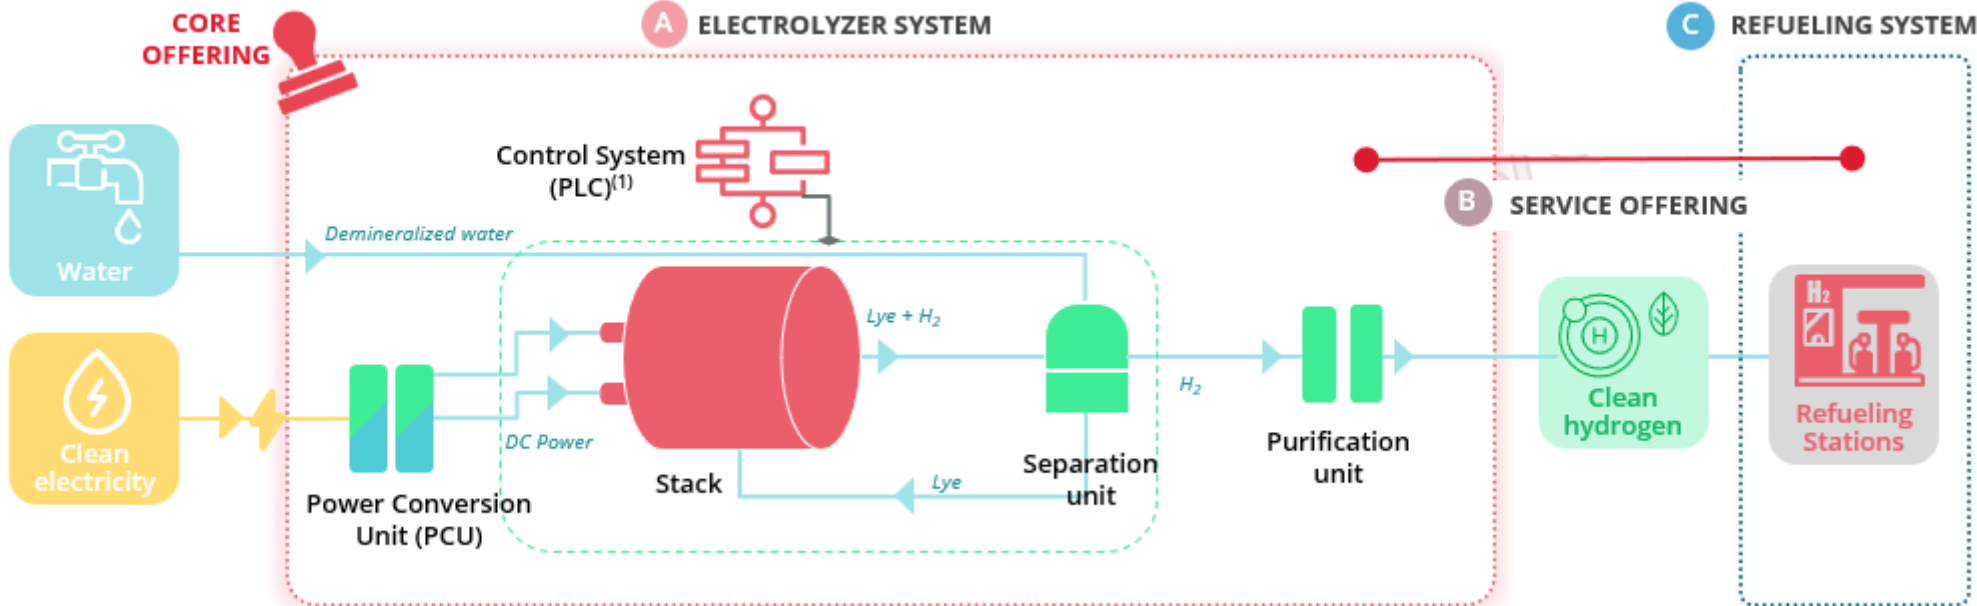 CORE
OFFERING
A ELECTROLYZER SYSTEM
C REFUELING SYSTEM
Control System
(PLC)(1)
B SERVICE OFFERING
Demineralized water
Water
H2
Lye + H2
H
Clean
hydrogen
H2
Refueling
Stations
DC Power
Clean
electricity
Stack
Lye
Separation
unit
Purification
unit
Power Conversion
Unit (PCU)